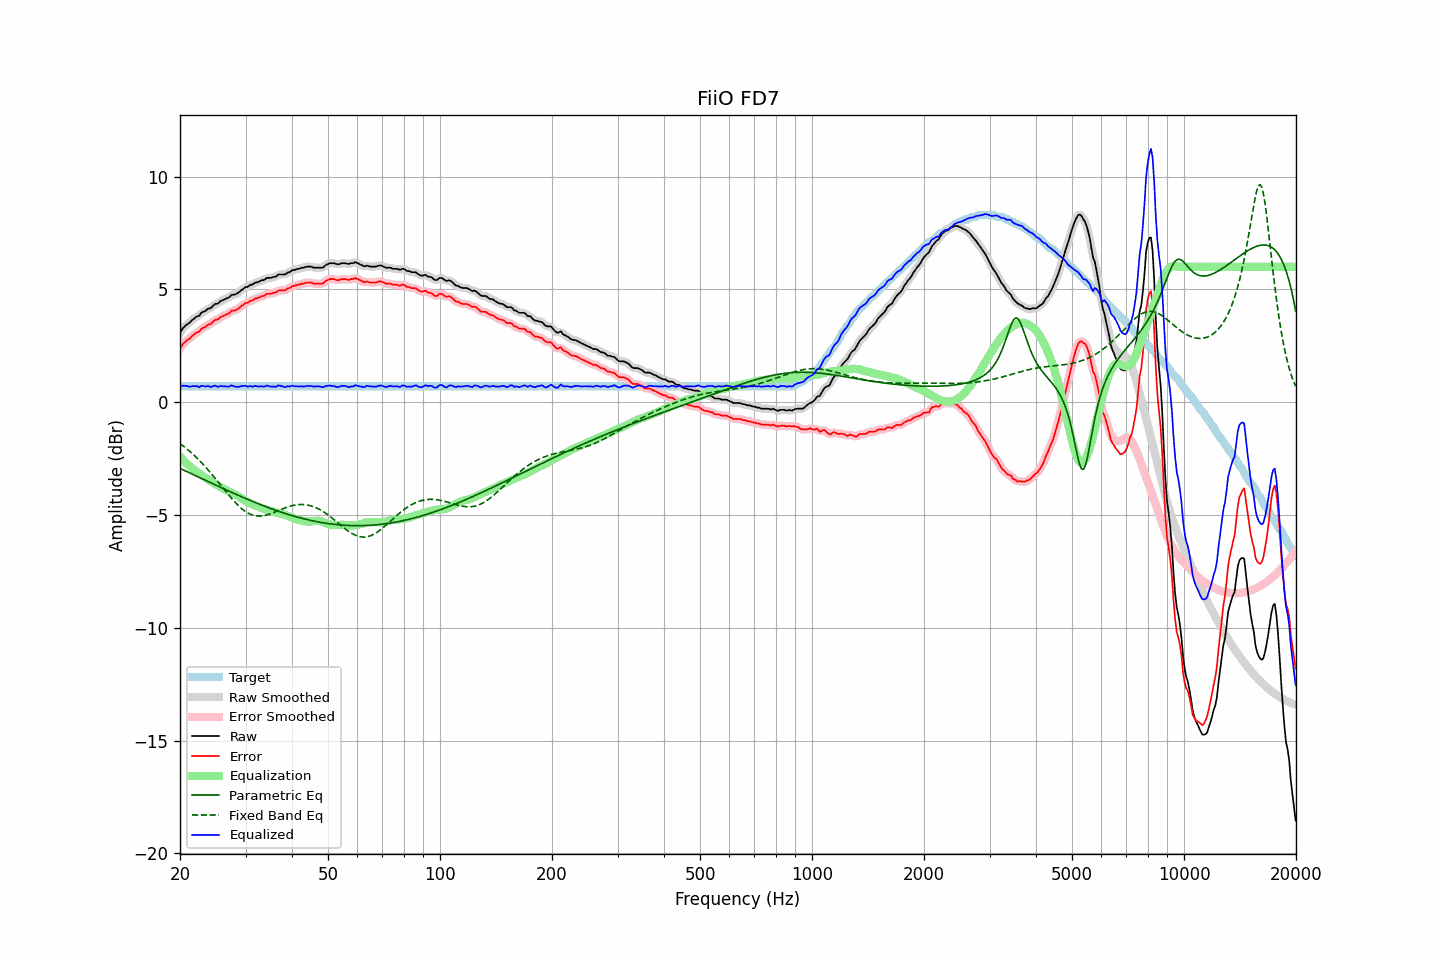 FiiO FD7
Amplitude (dBr)
10
5
0
−5
−10
−15
−20
Target
Raw Smoothed
Error Smoothed
Raw
Error
Equalization
Parametric Eq
Fixed Band Eq
Equalized
20 50 100 200 500 1000 2000 5000 10000 20000
Frequency (Hz)